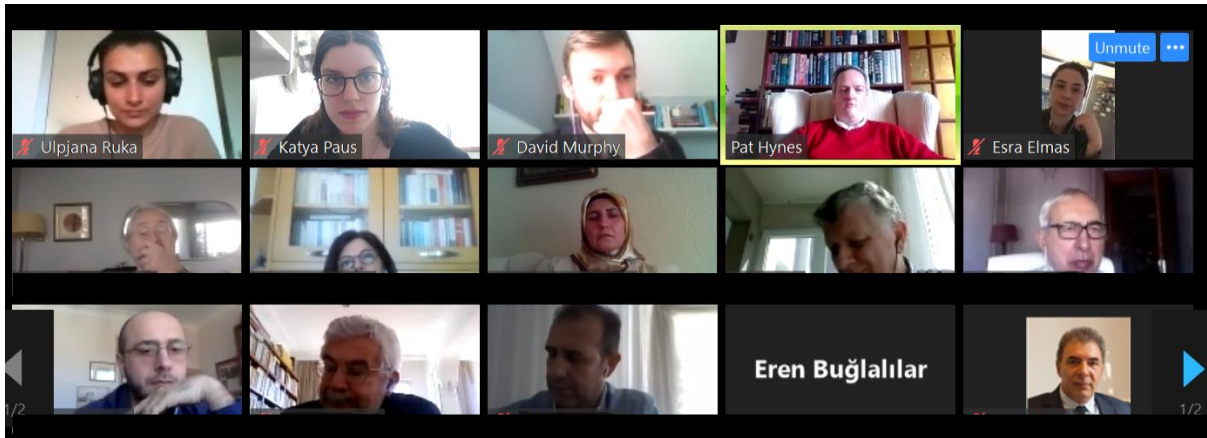 Unmute ...
Ulpjana Ruka
Katya Paus
David Murphy
Pat Hynes
Esra Elmas
Eren Buğlalılar
1/2
1/2